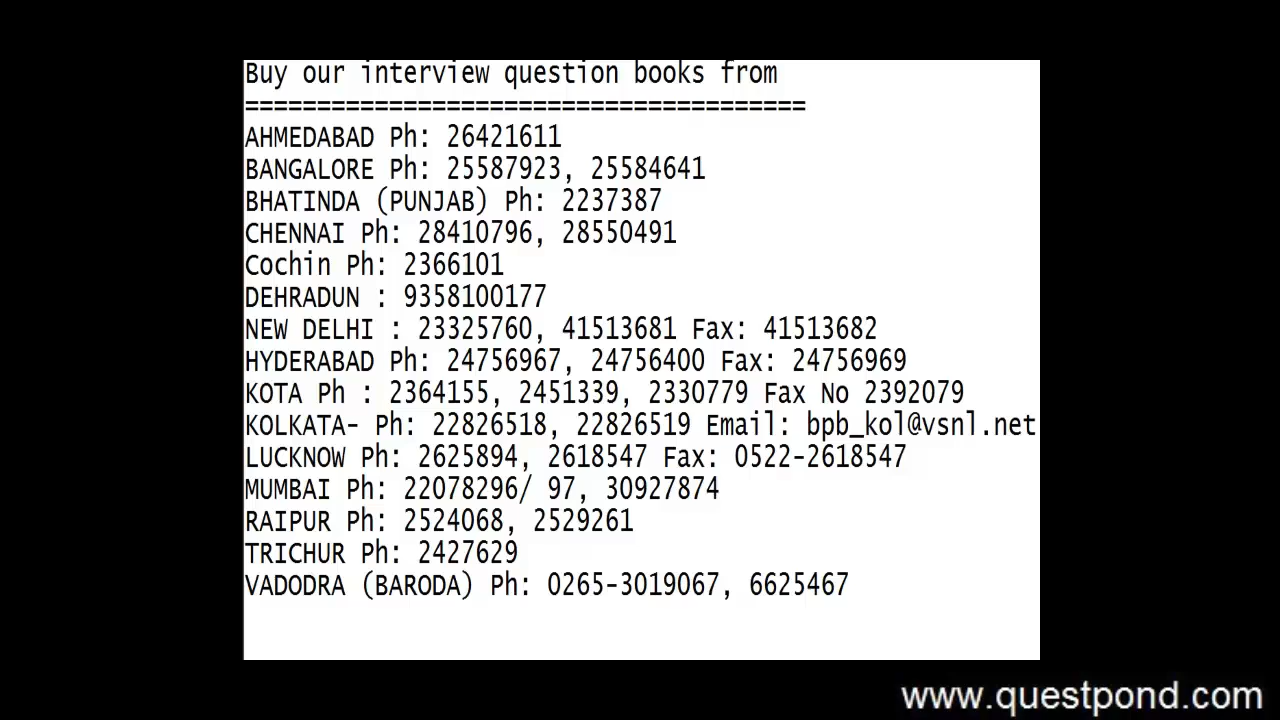 Buy our interview question books from
=======================================
AHMEDABAD Ph: 26421611
BANGALORE Ph: 25587923, 25584641
BHATINDA (PUNJAB) Ph: 2237387
CHENNAI Ph: 28410796, 28550491
Cochin Ph: 2366101
DEHRADUN : 9358100177
NEW DELHI : 23325760, 41513681 Fax: 41513682
HYDERABAD Ph: 24756967, 24756400 Fax: 24756969
KOTA Ph : 2364155, 2451339, 2330779 Fax No 2392079
KOLKATA- Ph: 22826518, 22826519 Email: bpb_kol@vsnl.net
LUCKNOW Ph: 2625894, 2618547 Fax: 0522-2618547
MUMBAI Ph: 22078296/ 97, 30927874
RAIPUR Ph: 2524068, 2529261
TRICHUR Ph: 2427629
VADODRA (BARODA) Ph: 0265-3019067, 6625467
www.questpond.com